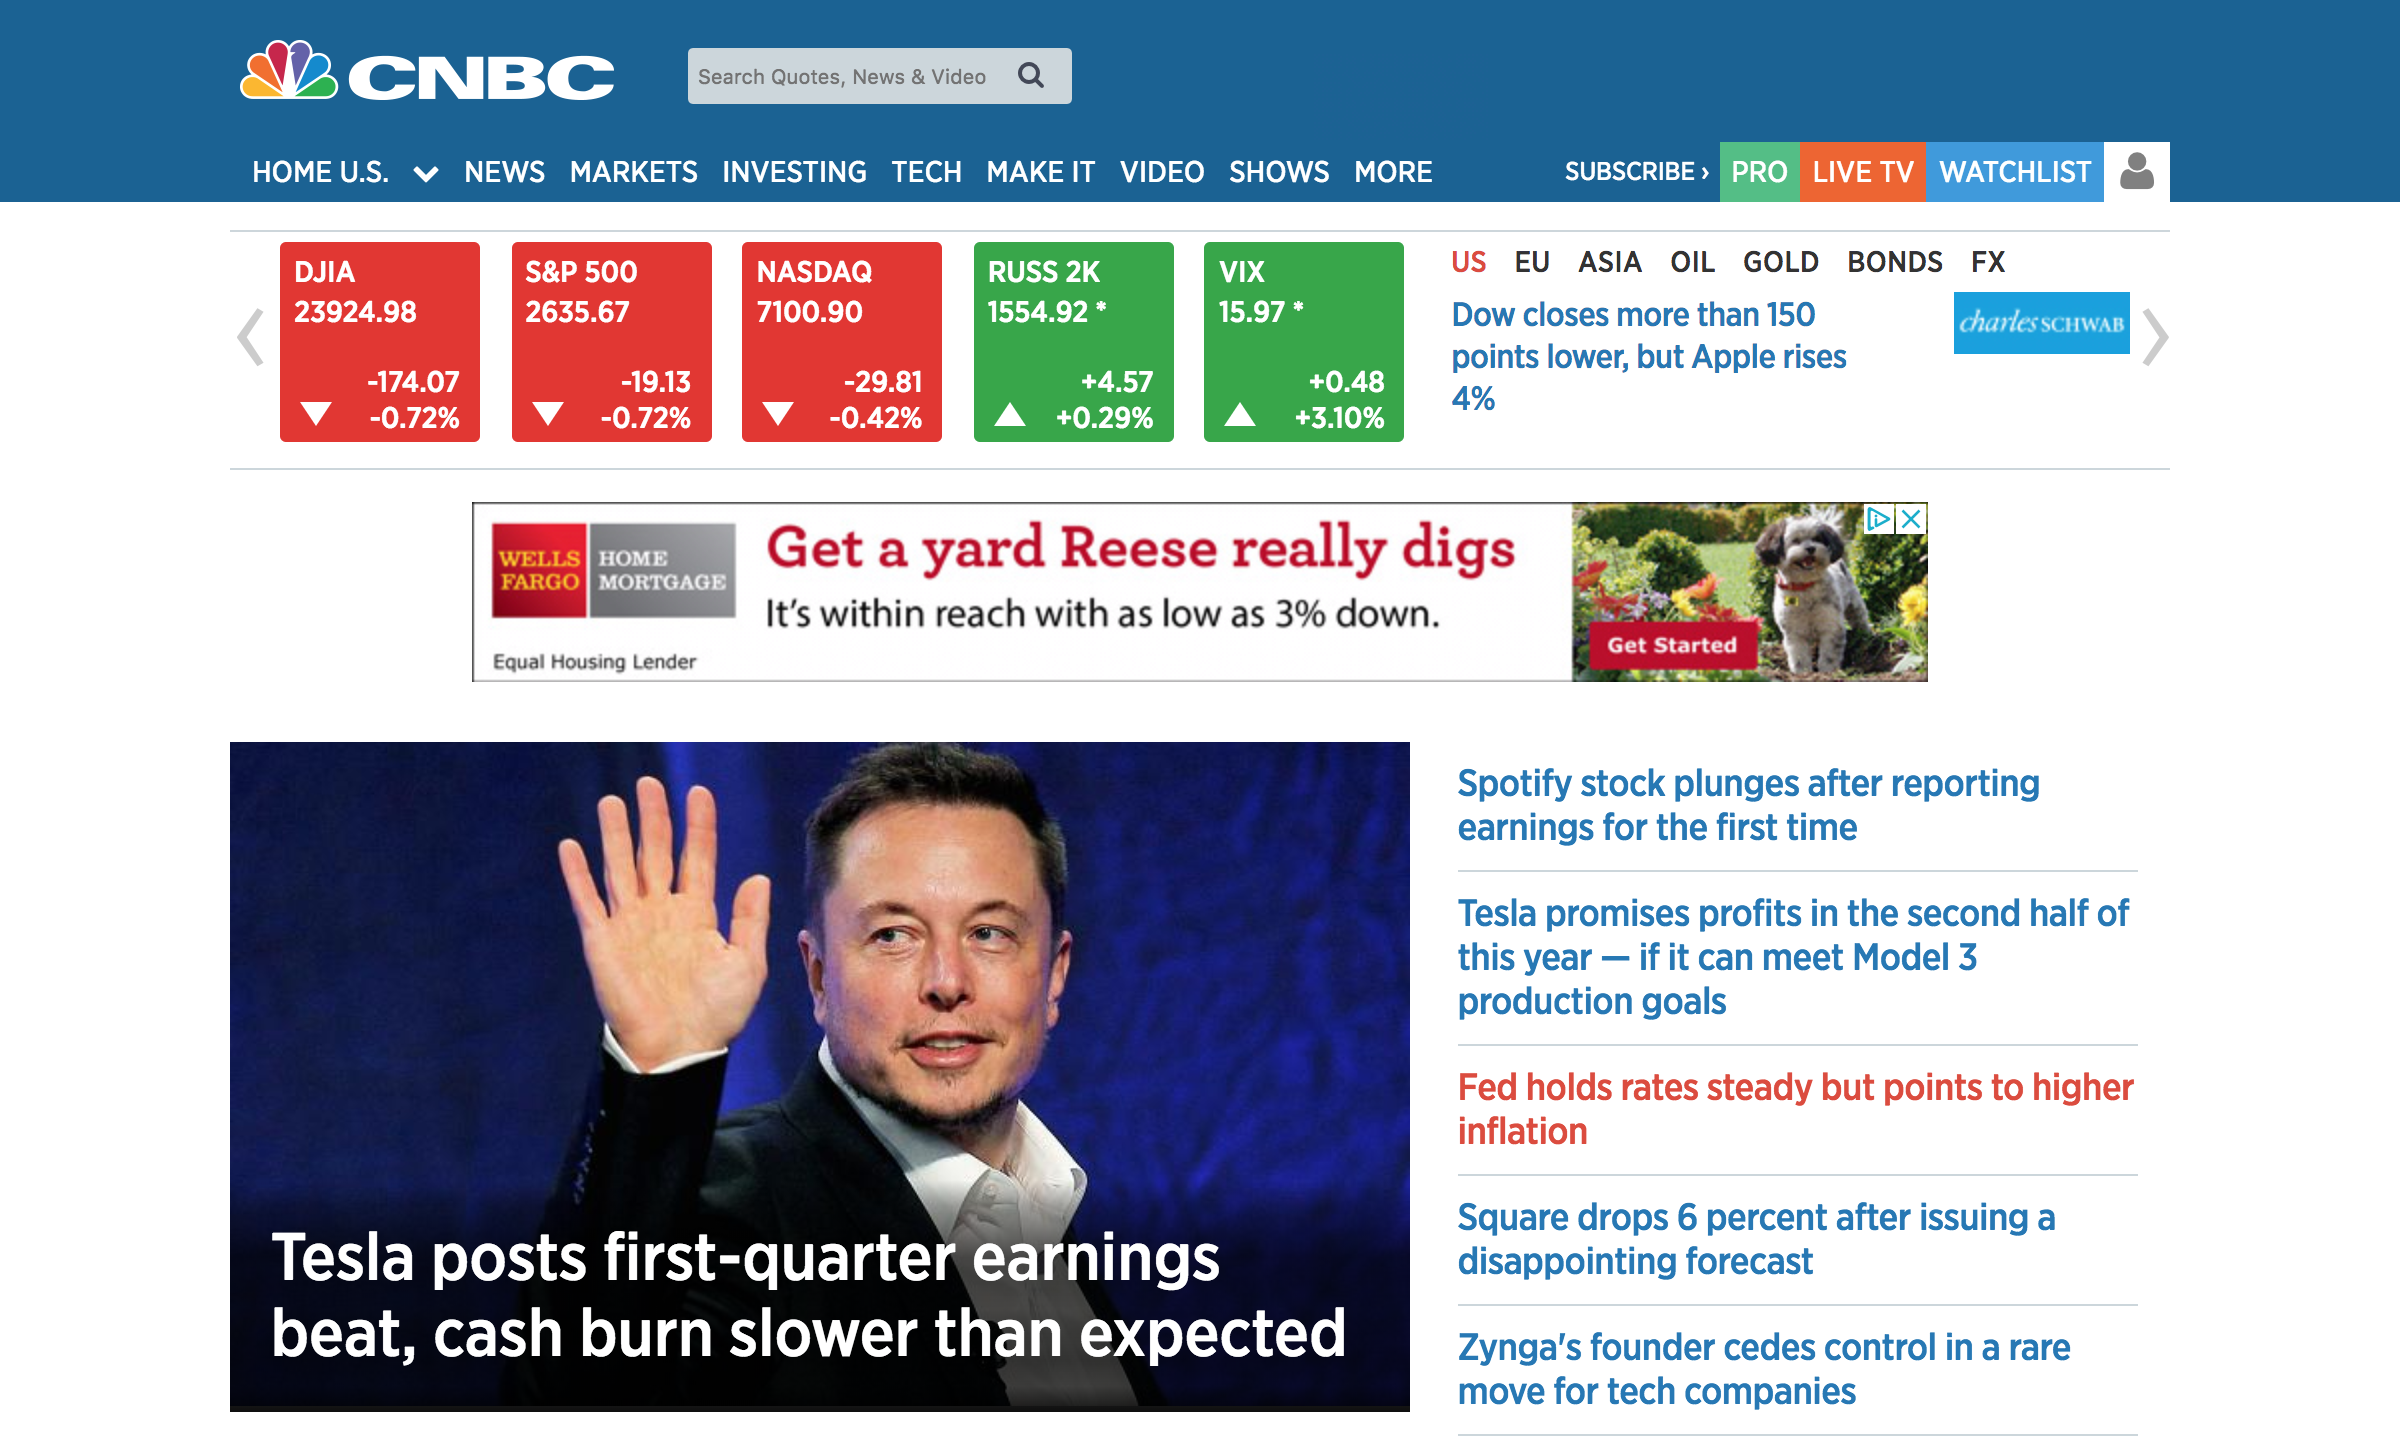 CNBC
Search Quotes, News & Video
HOME U.S. NEWS MARKETS INVESTING TECH MAKE IT VIDEO SHOWS MORE SUBSCRIBE › PRO LIVE TV WATCHLIST
DJIA
23924.98
-174.07
-0.72%
S&P 500
2635.67
-19.13
-0.72%
NASDAQ
7100.90
-29.81
-0.42%
RUSS 2K
1554.92 *
+4.57
+0.29%
VIX
15.97 *
+0.48
+3.10%
US EU ASIA OIL GOLD BONDS FX
Dow closes more than 150
points lower, but Apple rises
4%
charles SCHWAB
WELLS
FARGO
HOME
MORTGAGE
Equal Housing Lender
Get a yard Reese really digs
It's within reach with as low as 3% down.
Get Started
Tesla posts first-quarter earnings
beat, cash burn slower than expected
Spotify stock plunges after reporting
earnings for the first time
Tesla promises profits in the second half of
this year — if it can meet Model 3
production goals
Fed holds rates steady but points to higher
inflation
Square drops 6 percent after issuing a
disappointing forecast
Zynga's founder cedes control in a rare
move for tech companies